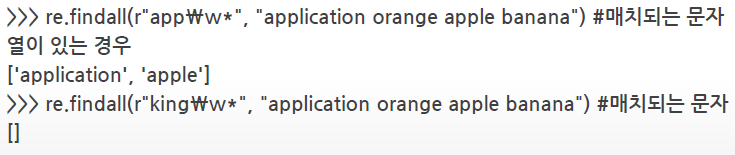 >>> re.findall(r"app₩w*", "application orange apple banana") #매치되는 문자
열이 있는 경우
['application', 'apple']
>>> re.findall(r"king₩w*", "application orange apple banana") #매치되는 문자
[]